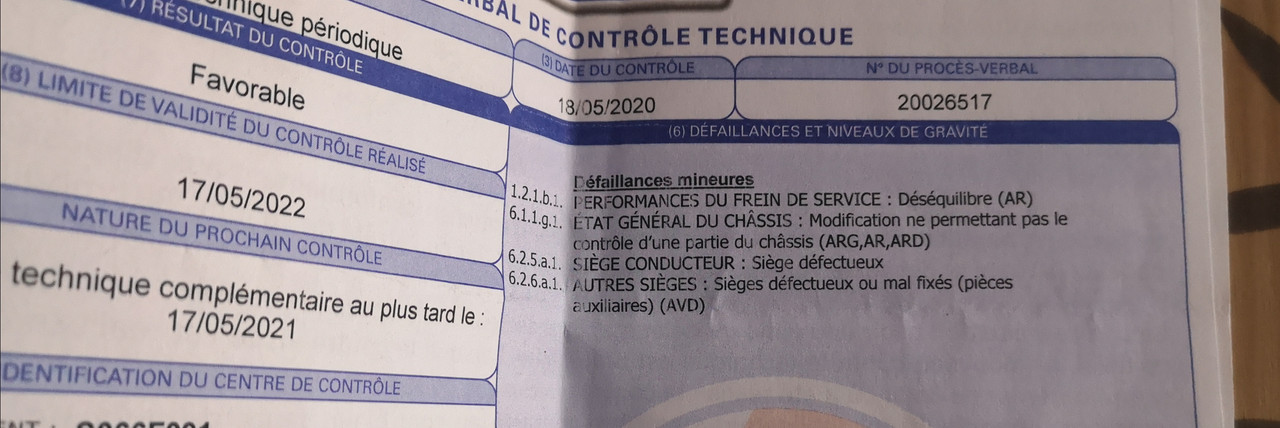 technique périodique
(7) RÉSULTAT DU CONTRÔLE
Favorable
(8) LIMITE DE VALIDITÉ DU CONTRÔLE RÉALISÉ
17/05/2022
NATURE DU PROCHAIN CONTRÔLE
technique complémentaire au plus tard le :
17/05/2021
DENTIFICATION DU CENTRE DE CONTRÔLE
RBAL DE CONTRÔLE TECHNIQUE
(3) DATE DU CONTRÔLE
18/05/2020
N° DU PROCÈS-VERBAL
20026517
(6) DÉFAILLANCES ET NIVEAUX DE GRAVITÉ
Défaillances mineures
1.2.1.b.1. PERFORMANCES DU FREIN DE SERVICE : Déséquilibre (AR)
6.1.1.g.1. ÉTAT GÉNÉRAL DU CHÂSSIS : Modification ne permettant pas le
contrôle d'une partie du châssis (ARG,AR,ARD)
6.2.5.a.1. SIÈGE CONDUCTEUR : Siège défectueux
6.2.6.a.1. AUTRES SIÈGES : Sièges défectueux ou mal fixés (pièces
auxiliaires) (AVD)